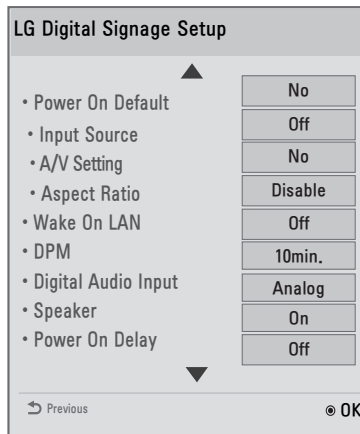 LG Digital Signage Setup
• Power On Default No
• Input Source Off
• A/V Setting No
• Aspect Ratio Disable
• Wake On LAN Off
• DPM 10min.
• Digital Audio Input Analog
• Speaker On
• Power On Delay Off
Previous OK